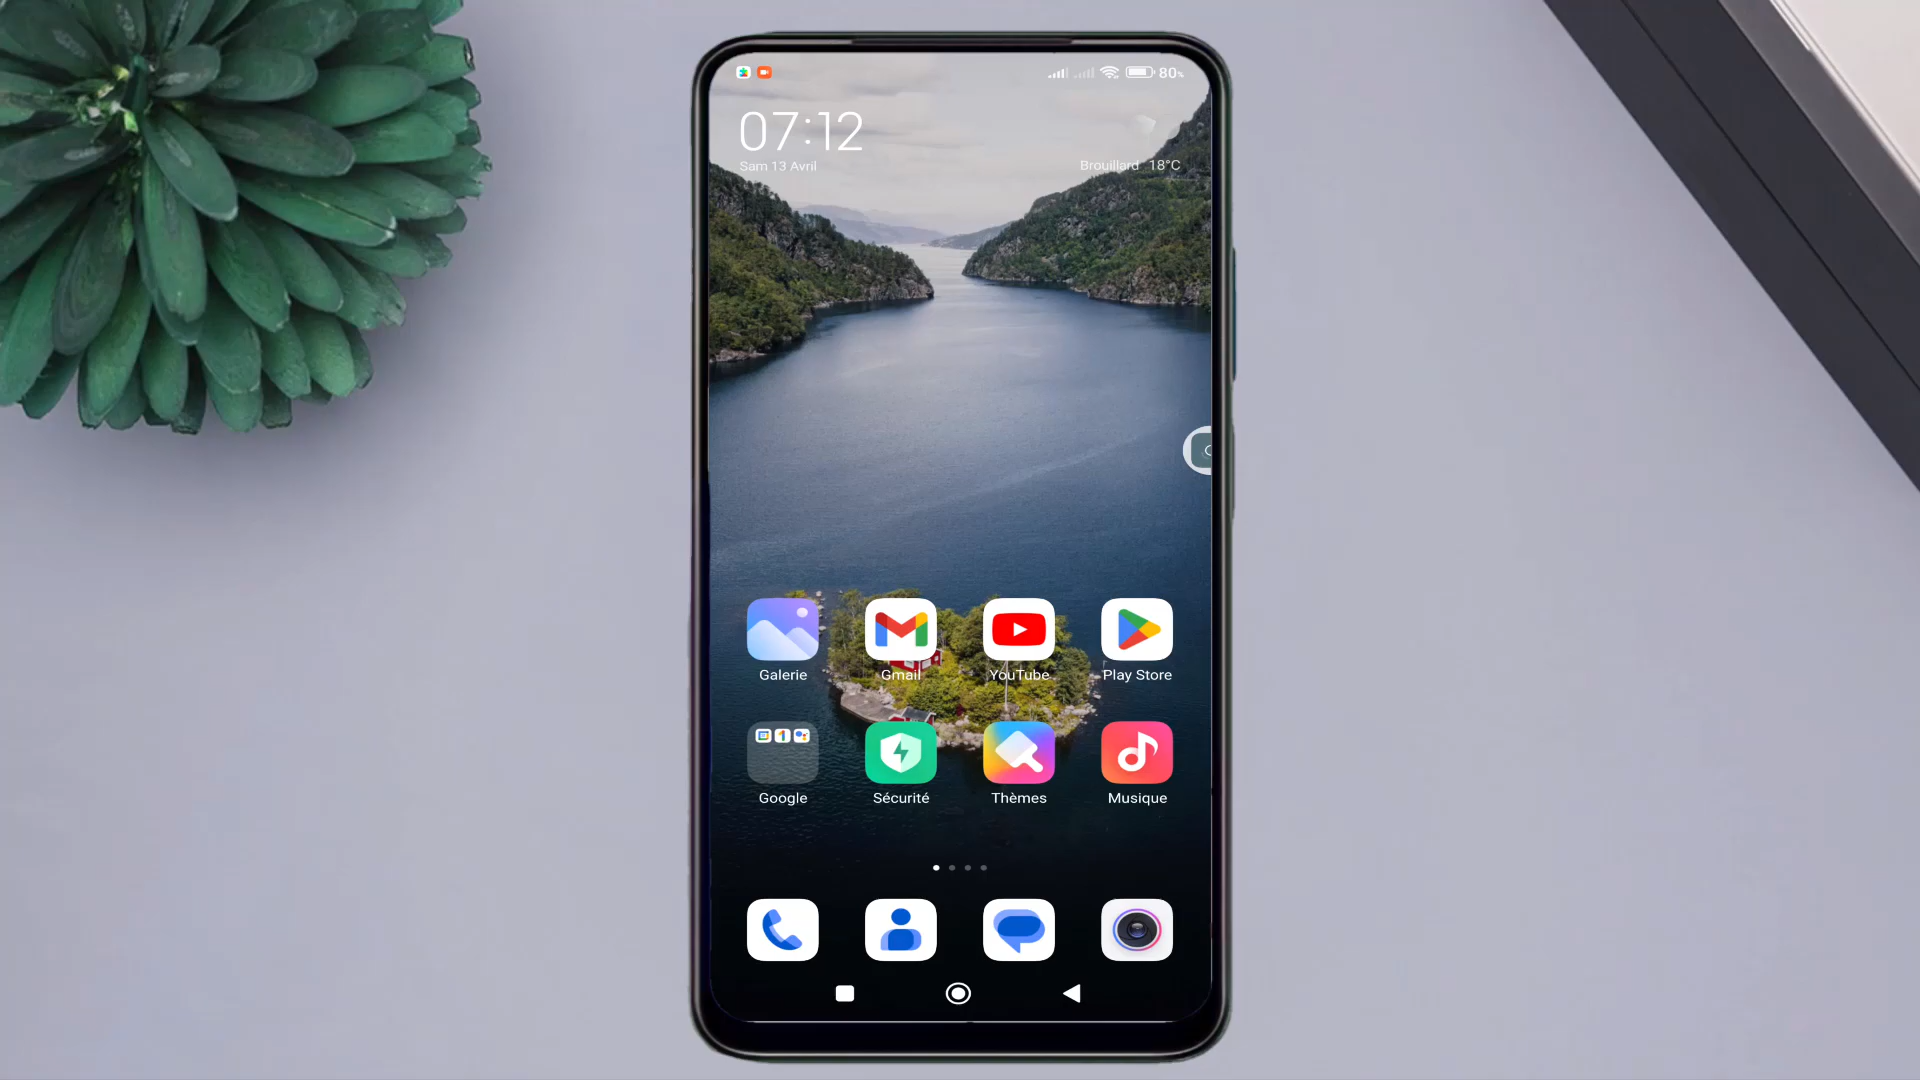 80%
07:12
Sam 13 Avril
Brouillard 18°C
Galerie
Gmail
YouTube
Play Store
Google
Sécurité
Thèmes
Musique